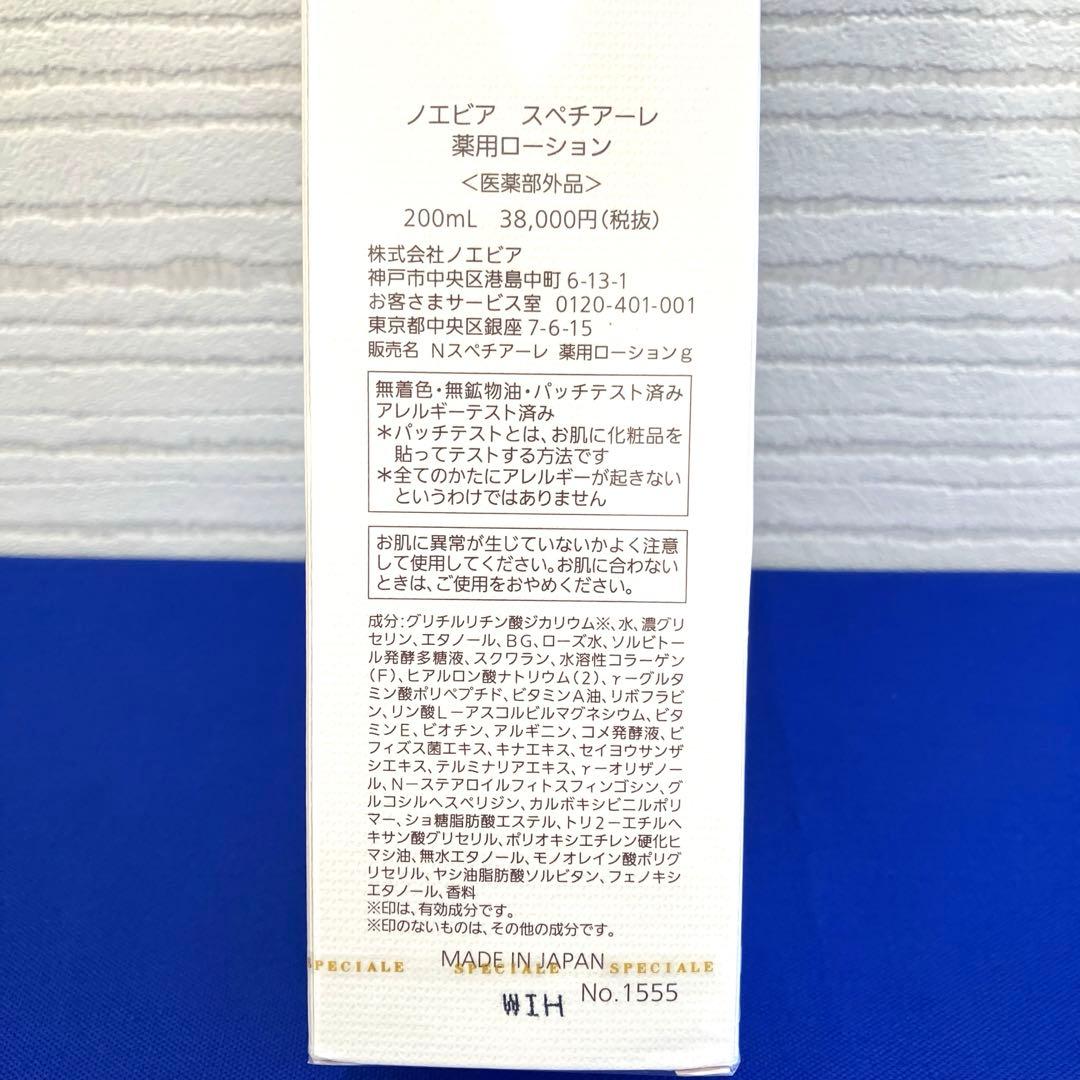 ノエビア　スペチアーレ
薬用ローション
＜医薬部外品＞
200mL　38,000円(税抜)
株式会社ノエビア
神戸市中央区港島中町 6-13-1
お客さまサービス室　0120-401-001
東京都中央区銀座 7-6-15
販売名　Nスペチアーレ　薬用ローションg
無着色・無鉱物油・パッチテスト済み
アレルギーテスト済み
＊パッチテストとは、お肌に化粧品を
貼ってテストする方法です
＊全てのかたにアレルギーが起きない
というわけではありません
お肌に異常が生じていないかよく注意
して使用してください。お肌に合わない
ときは、ご使用をおやめください。
成分：グリチルリチン酸ジカリウム※、水、濃グリ
セリン、エタノール、BG、ローズ水、ソルビトー
ル発酵多糖液、スクワラン、水溶性コラーゲン
（F）、ヒアルロン酸ナトリウム（2）、γーグルタ
ミン酸ポリペプチド、ビタミンA油、リボフラビ
ン、リン酸L－アスコルビルマグネシウム、ビタ
ミンE、ビオチン、アルギニン、コメ発酵液、ビ
フィズス菌エキス、キナエキス、セイヨウサンザ
シエキス、テルミナリアエキス、γーオリザノー
ル、N－ステアロイルフィトスフィンゴシン、グ
ルコシルヘスペリジン、カルボキシビニルポリ
マー、ショ糖脂肪酸エステル、トリ2－エチルヘ
キサン酸グリセリル、ポリオキシエチレン硬化ヒ
マシ油、無水エタノール、モノオレイン酸ポリグ
リセリル、ヤシ油脂肪酸ソルビタン、フェノキシ
エタノール、香料
※印は、有効成分です。
※印のないものは、その他の成分です。
MADE IN JAPAN
SPECIALE SPECIALE SPECIALE
No.1555
HIM